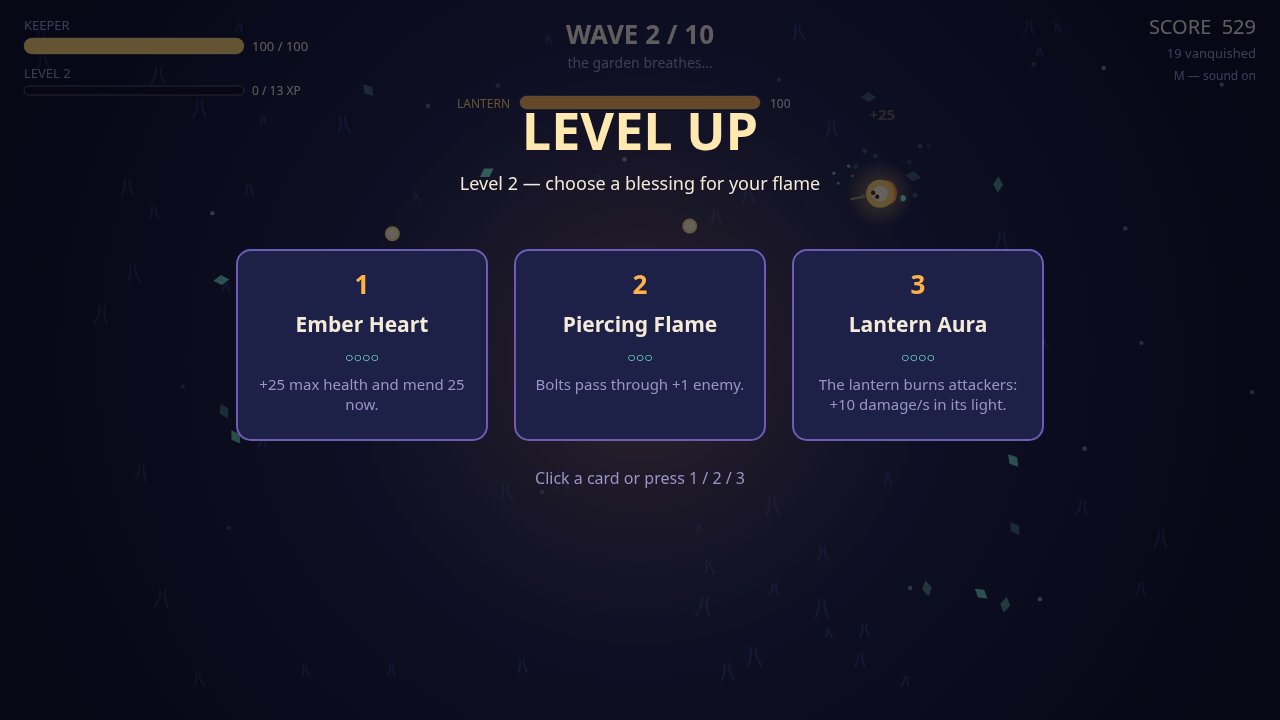 KEEPER
100 / 100
LEVEL 2
0 / 13 XP
WAVE 2 / 10
the garden breathes...
LANTERN
100
SCORE 529
19 vanquished
M — sound on
+25
LEVEL UP
Level 2 — choose a blessing for your flame
1
Ember Heart
+25 max health and mend 25
now.
2
Piercing Flame
Bolts pass through +1 enemy.
3
Lantern Aura
The lantern burns attackers:
+10 damage/s in its light.
Click a card or press 1 / 2 / 3